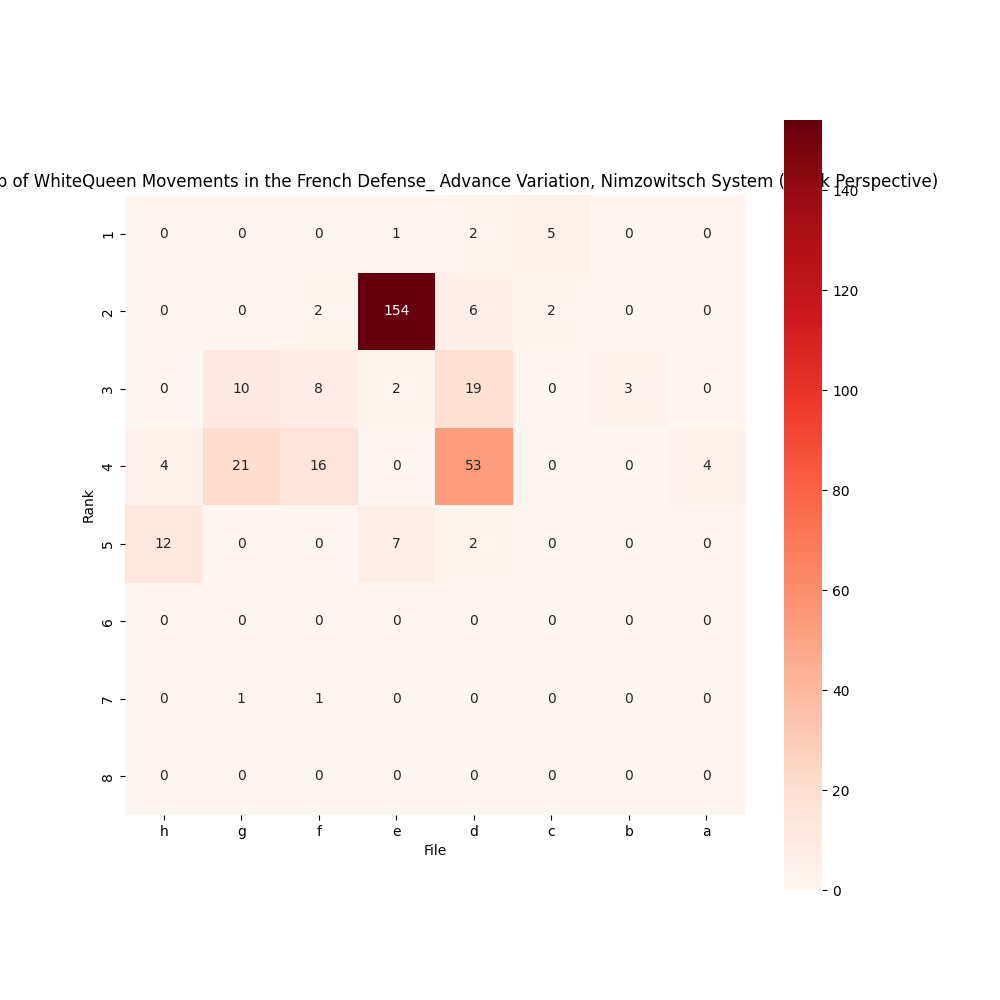 of WhiteQueen Movements in the French Defense_ Advance Variation, Nimzowitsch System ( Perspective)
140
1 0 0 0 1 2 5 0 0
2 0 0 2 154 6 2 0 0
120
3 0 10 8 2 19 0 3 0
100
4 4 21 16 0 53 0 0 4
80
Rank
5 12 0 0 7 2 0 0 0
60
6 0 0 0 0 0 0 0 0
40
7 0 1 1 0 0 0 0 0
20
8 0 0 0 0 0 0 0 0
h g f e d c b a
File
0